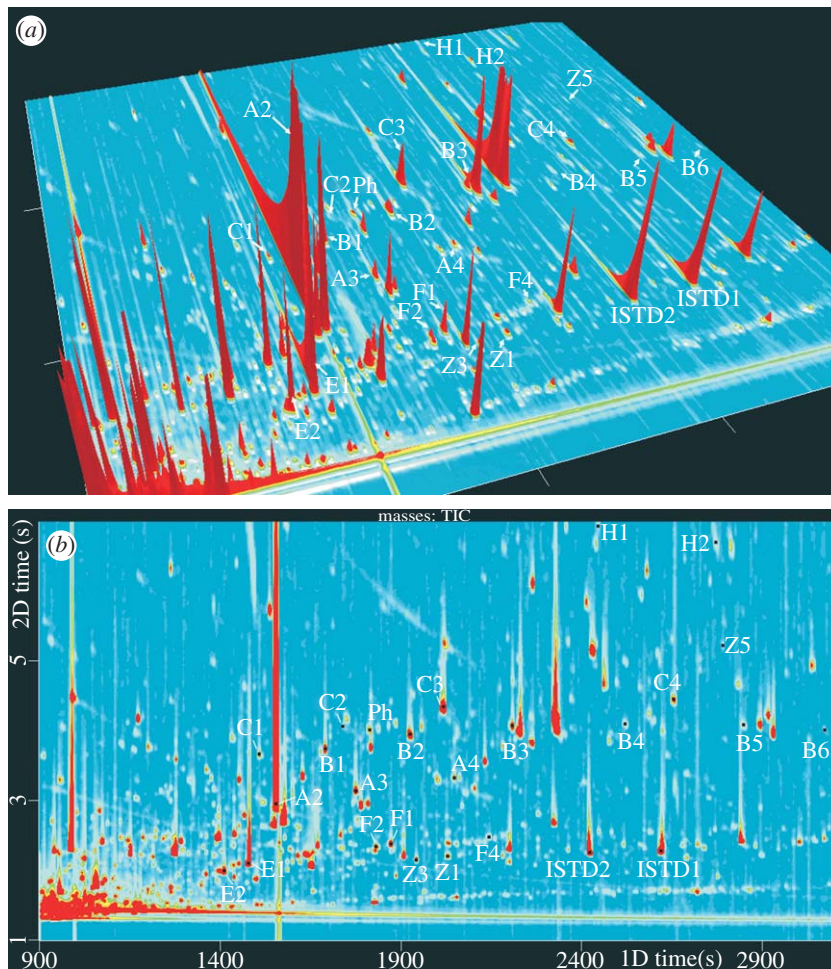 (a)
H1
H2
Z5
A2
C3
C4
B3
B4
B5
B6
C2 Ph
B2
C1
B1
A3
A4
F1
F4
F2
ISTD2
ISTD1
Z3
Z1
E1
E2
masses: TIC
(b)
2D time (s)
H1
H2
5
Z5
C3
C4
C2
Ph
C1
B1
B2
B3
B4
B5
B6
A4
A3
3
A2
F2
F1
F4
E1
Z3
Z1
ISTD2
ISTD1
E2
1
900
1400
1900
2400
1D time(s)
2900